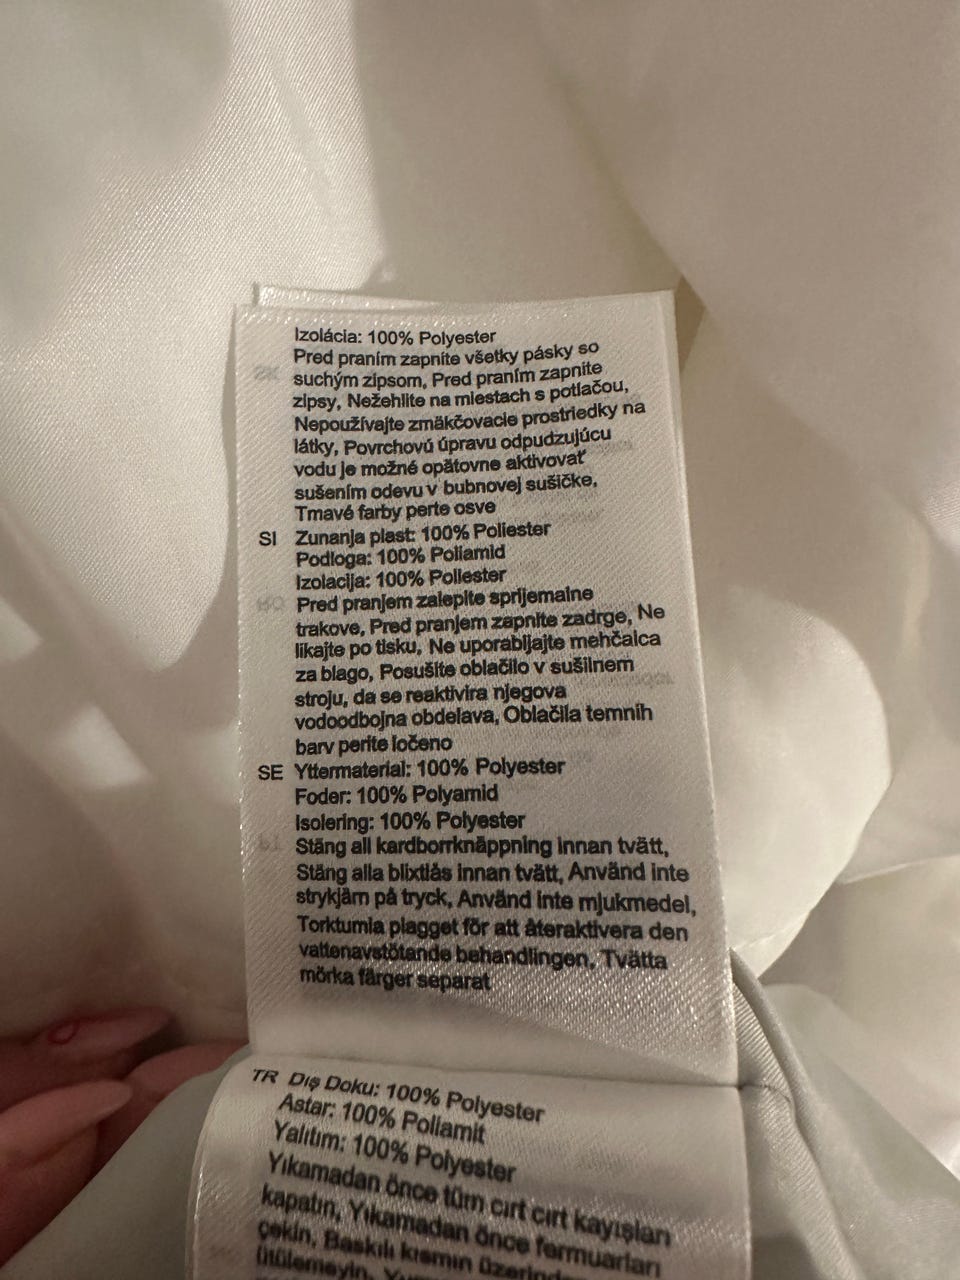 Izolácia: 100% Polyester
Pred praním zapnite všetky pásky so
suchým zipsom, Pred praním zapnite
zipsy, Nežehlite na miestach s potlačou,
Nepoužívajte zmäkčovacie prostriedky na
látky, Povrchovú úpravu odpudzujúcu
vodu je možné opätovne aktivovať
sušením odevu v bubnovej sušičke,
Tmavé farby perte osve
SI Zunanja plast: 100% Poliester
Podloga: 100% Poliamid
Izolacija: 100% Poliester
Pred pranjem zalepite sprijemalne
trakove, Pred pranjem zapnite zadrge, Ne
likajte po tisku, Ne uporabljajte mehčalca
za blago, Posušite oblačilo v sušilnem
stroju, da se reaktivira njegova
vodoodbojna obdelava, Oblačila temnih
barv perite ločeno
SE Yttermaterial: 100% Polyester
Foder: 100% Polyamid
Isolering: 100% Polyester
Stäng all kardborrknäppning innan tvätt,
Stäng alla blixtlås innan tvätt, Använd inte
strykjärn på tryck, Använd inte mjukmedel,
Torktumla plagget för att återaktivera den
vattenavstötande behandlingen, Tvätta
mörka färger separat
TR Dış Doku: 100% Polyester
Astar: 100% Poliamit
Yalıtım: 100% Polyester
Yıkamadan önce tüm cırt cırt kayışları
kapatın, Yıkamadan önce fermuarları
çekin, Baskılı kısmın
ütülemeyin,